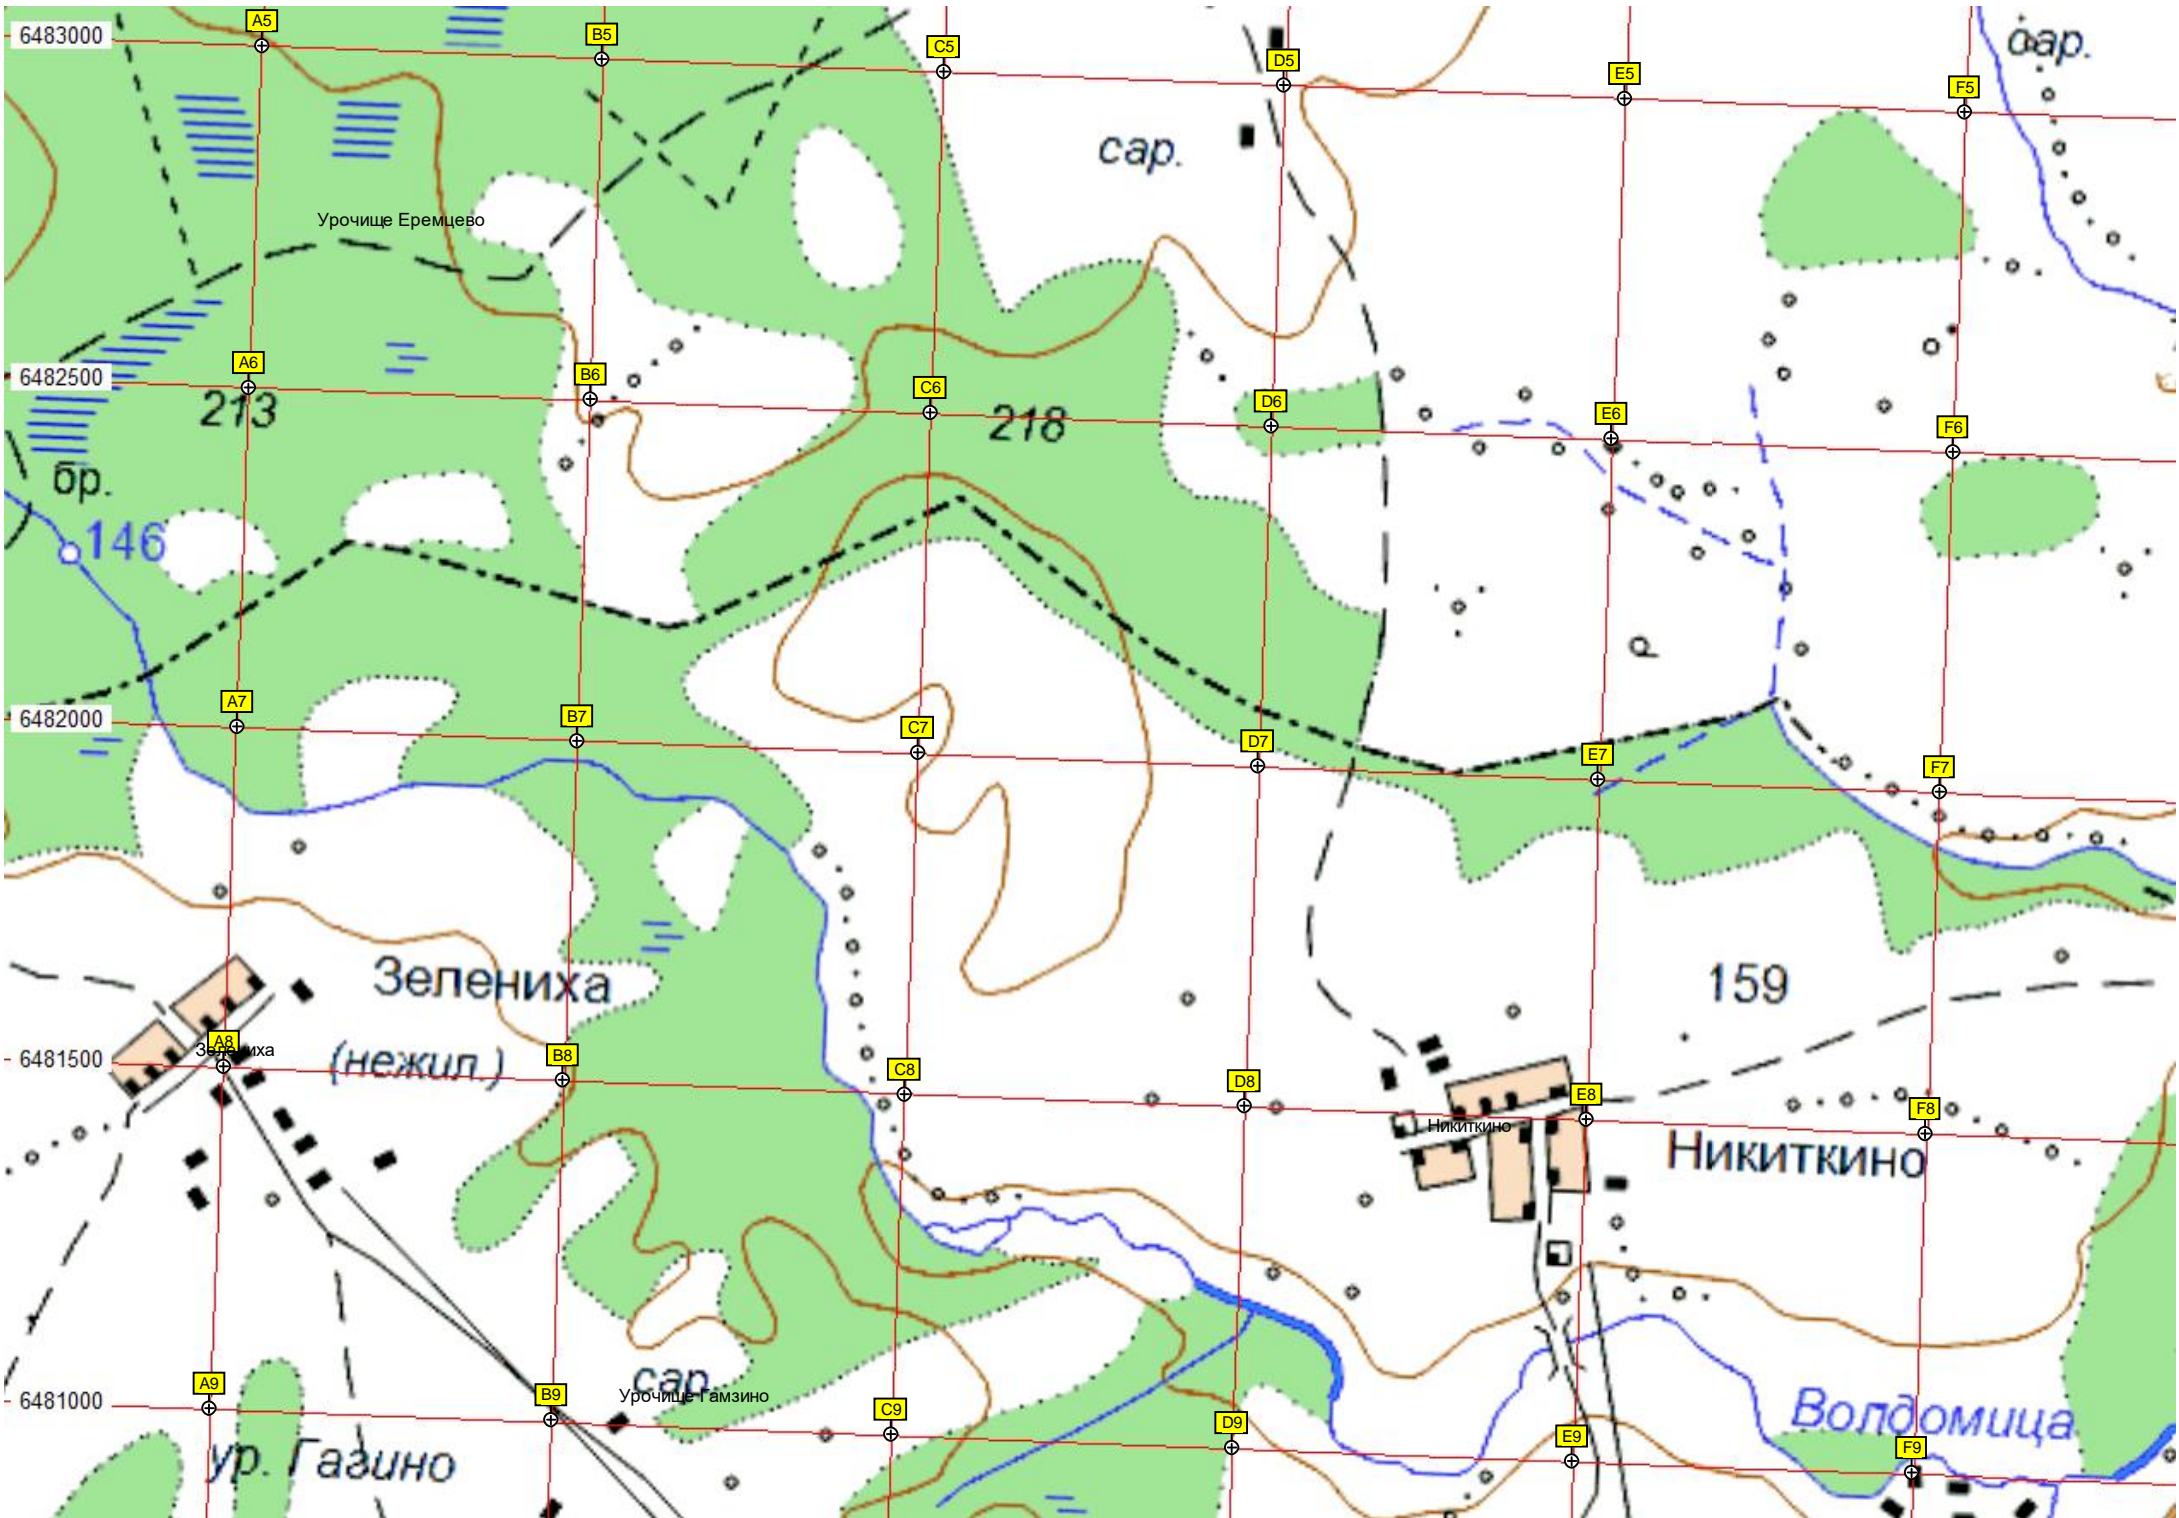 A5
B5
C5
D5
E5
F5
6483000
сар.
сар.
Урочище Еремцево
A6
B6
C6
D6
E6
F6
6482500
213
218
бр.
146
A7
B7
C7
D7
E7
F7
6482000
Зелениха
159
(нежил.)
A8
B8
C8
D8
E8
F8
6481500
Зелениха
Никиткино
Никиткино
A9
B9
C9
D9
E9
F9
6481000
сар.
Урочище Гамзино
Волдомица
ур. Газино